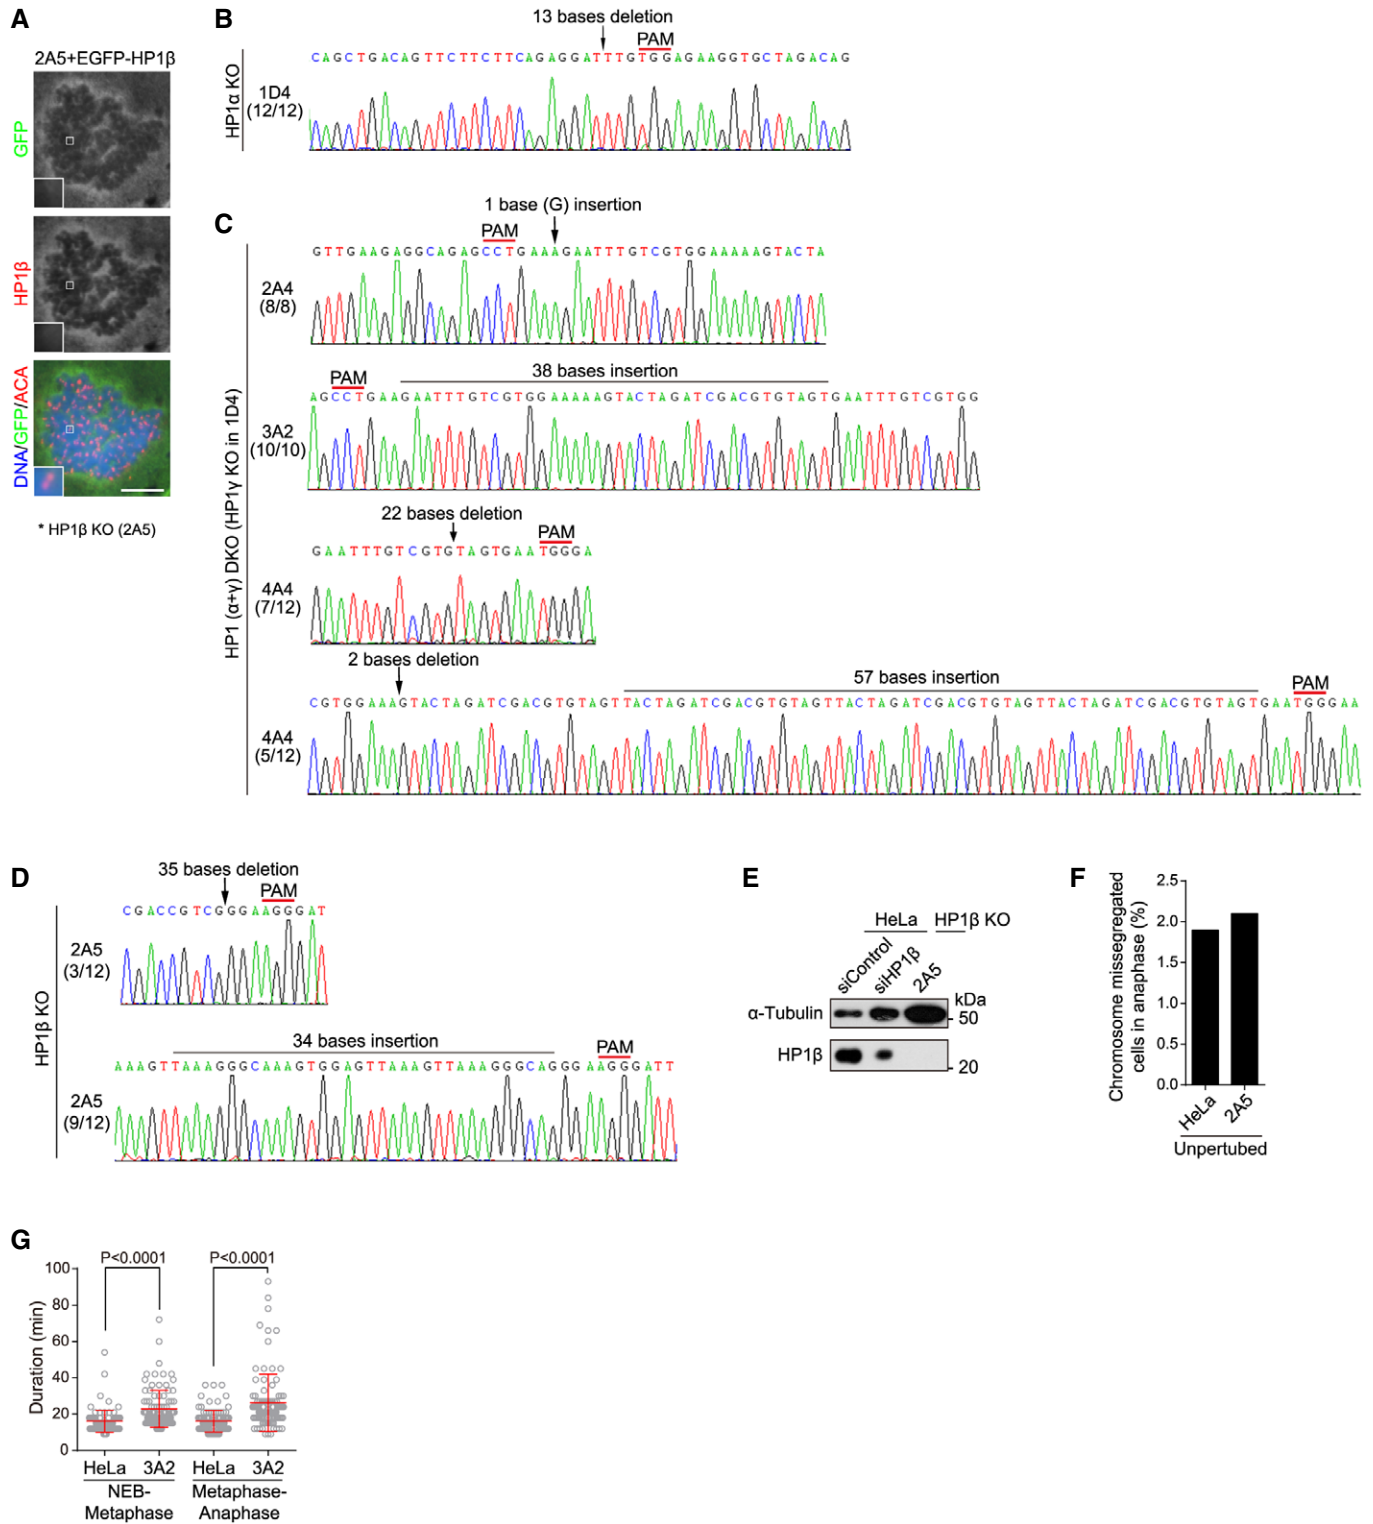 A
2A5+EGFP-HP1β
GFP
HP1β
DNA/GFP/ACA
* HP1β KO (2A5)
B
13 bases deletion
PAM
CAGCTGACAGTTCTTCTTCAGAGGATTTGTGGAGAAGGTGCTAGACAG
HP1α KO
1D4
(12/12)
C
1 base (G) insertion
PAM
GTTGAAGAGGCAGAGCCTGAAAGAATTTGTCGTGGAAAAAGTACTA
HP1 (α+γ) DKO (HP1γ KO in 1D4)
2A4
(8/8)
PAM
38 bases insertion
AGCCTGAAGAATTTGTCGTGGAAAAAGTACTAGATCGACGTGTAGTGAATTTGTCGTGG
3A2
(10/10)
22 bases deletion
PAM
GAATTTGTCGTGTAGTGAATGGGA
4A4
(7/12)
2 bases deletion
57 bases insertion
PAM
CGTGGAAAGTACTAGATCGACGTGTAGTTACTAGATCGACGTGTAGTTACTAGATCGACGTGTAGTTACTAGATCGACGTGTAGTGAATGGGAA
4A4
(5/12)
D
35 bases deletion
PAM
CGACCGTCGGGAAGGGAT
HP1β KO
2A5
(3/12)
34 bases insertion
PAM
AAAGTTAAAGGGCAAAGTGGAGTTAAAGTTAAAGGGCAGGGAAGGGATT
2A5
(9/12)
E
HeLa
HP1β KO
siControl
siHP1β
2A5
kDa
α-Tubulin
50
HP1β
20
F
Chromosome missegregated
cells in anaphase (%)
2.5
2.0
1.5
1.0
0.5
0.0
HeLa
2A5
Unpertubed
G
P<0.0001
P<0.0001
Duration (min)
100
80
60
40
20
0
HeLa
3A2
HeLa
3A2
NEB-
Metaphase
Metaphase-
Anaphase